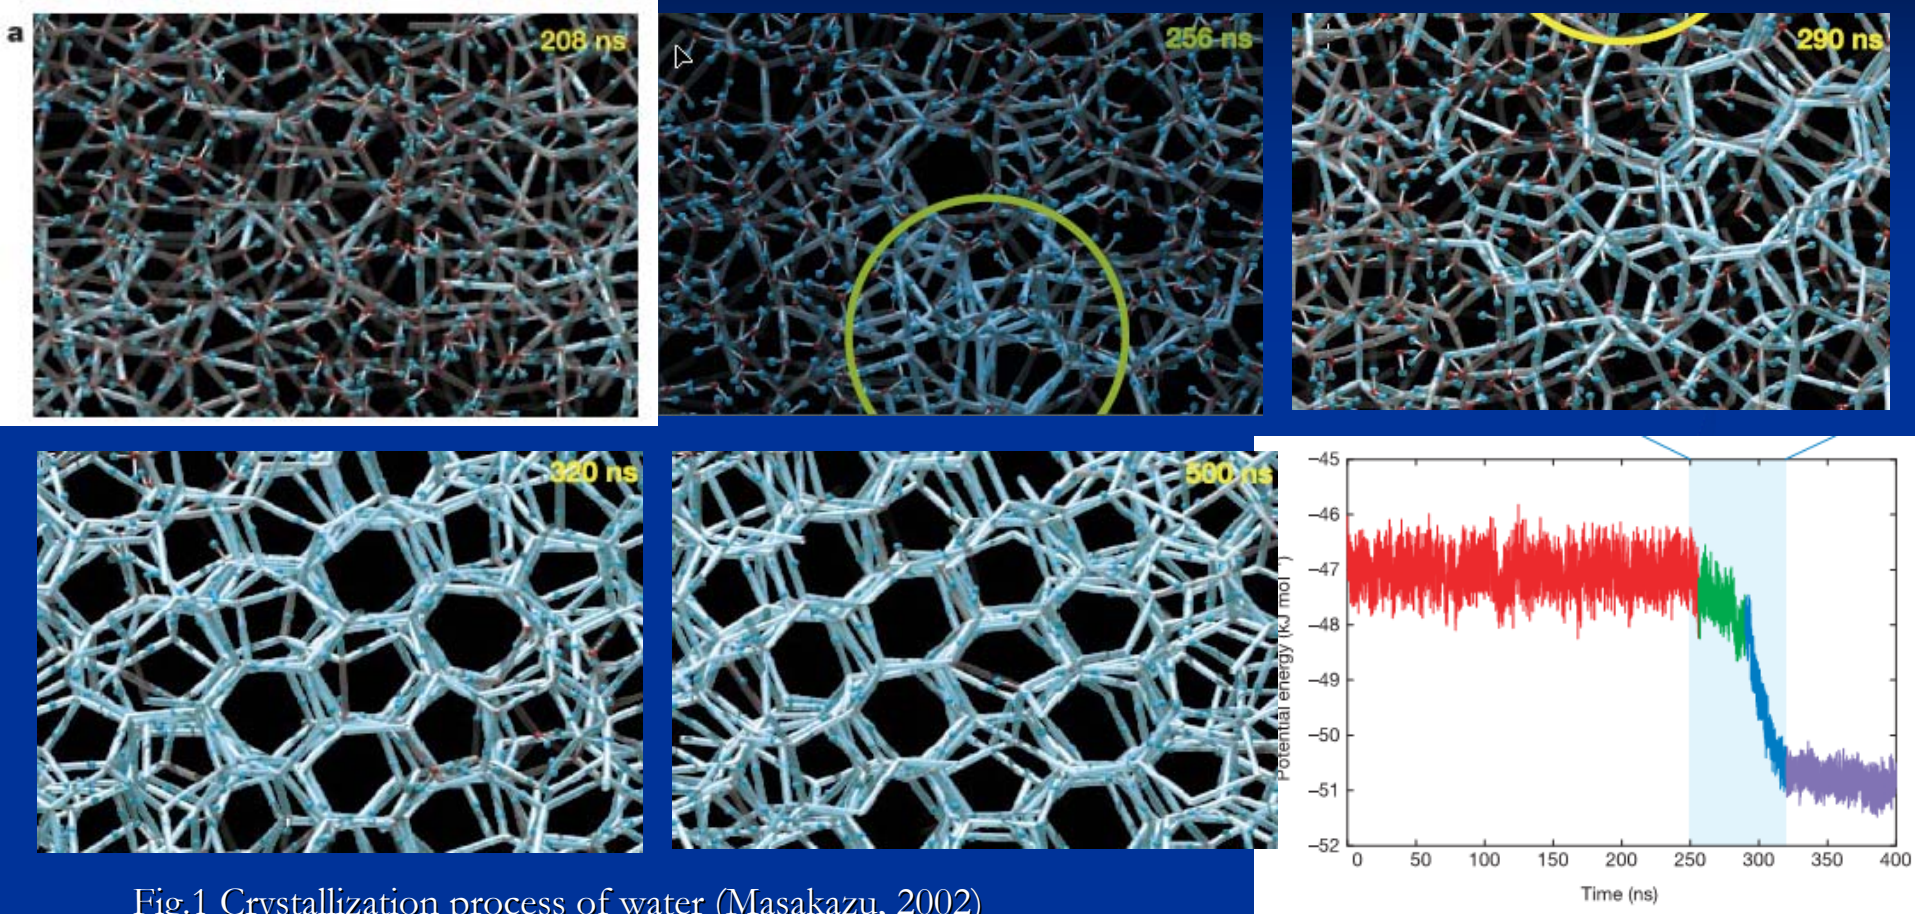 a
208 ns
256 ns
290 ns
320 ns
500 ns
Potential energy (kJ mol⁻¹)
–45
–46
–47
–48
–49
–50
–51
–52
0 50 100 150 200 250 300 350 400
Time (ns)
Fig.1 Crystallization process of water (Masakazu, 2002)